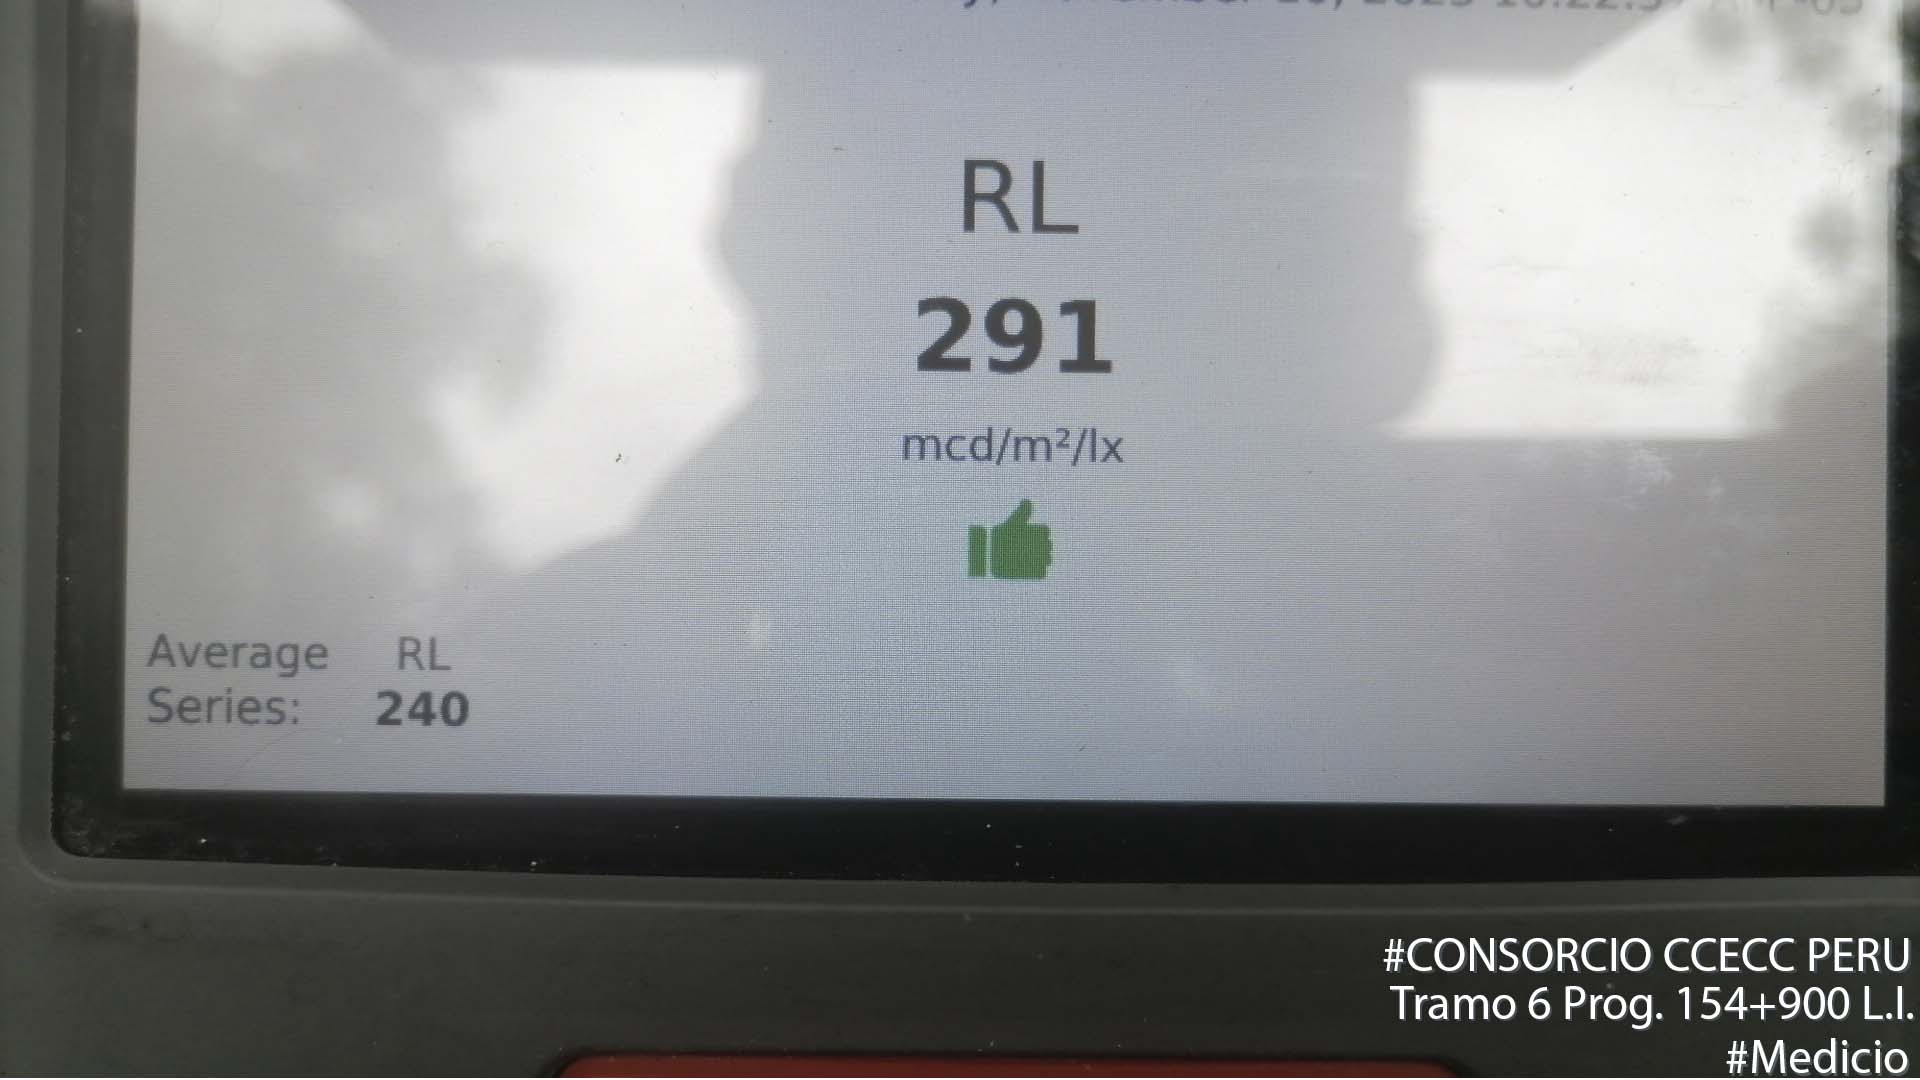 RL
291
mcd/m²/lx
Average RL
Series: 240
#CONSORCIO CCECC PERU
Tramo 6 Prog. 154+900 L.I.
#Medicio